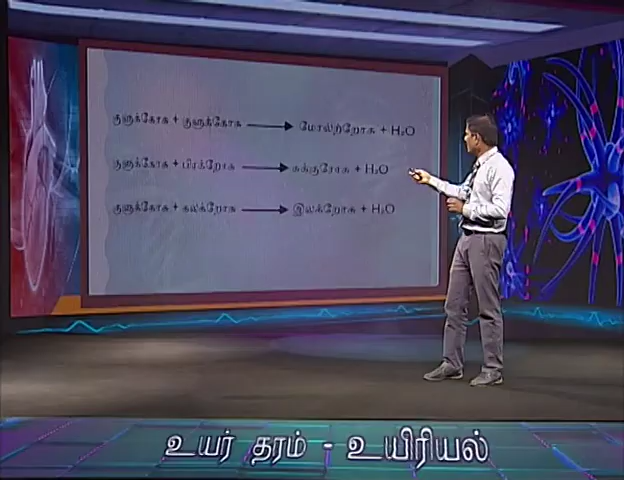 குளுக்கோசு + குளுக்கோசு → மோல்ற்றோசு + H₂O
குளுக்கோசு + பிரக்றோசு → சுக்குரோசு + H₂O
குளுக்கோசு + கலக்றோசு → இலக்றோசு + H₂O
உயர் தரம் - உயிரியல்